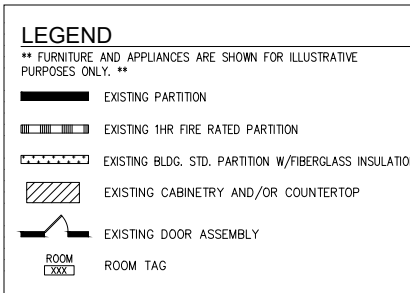 LEGEND
** FURNITURE AND APPLIANCES ARE SHOWN FOR ILLUSTRATIVE
PURPOSES ONLY. **
EXISTING PARTITION
EXISTING 1HR FIRE RATED PARTITION
EXISTING BLDG. STD. PARTITION W/FIBERGLASS INSULATIO
EXISTING CABINETRY AND/OR COUNTERTOP
EXISTING DOOR ASSEMBLY
ROOM
XXX
ROOM TAG